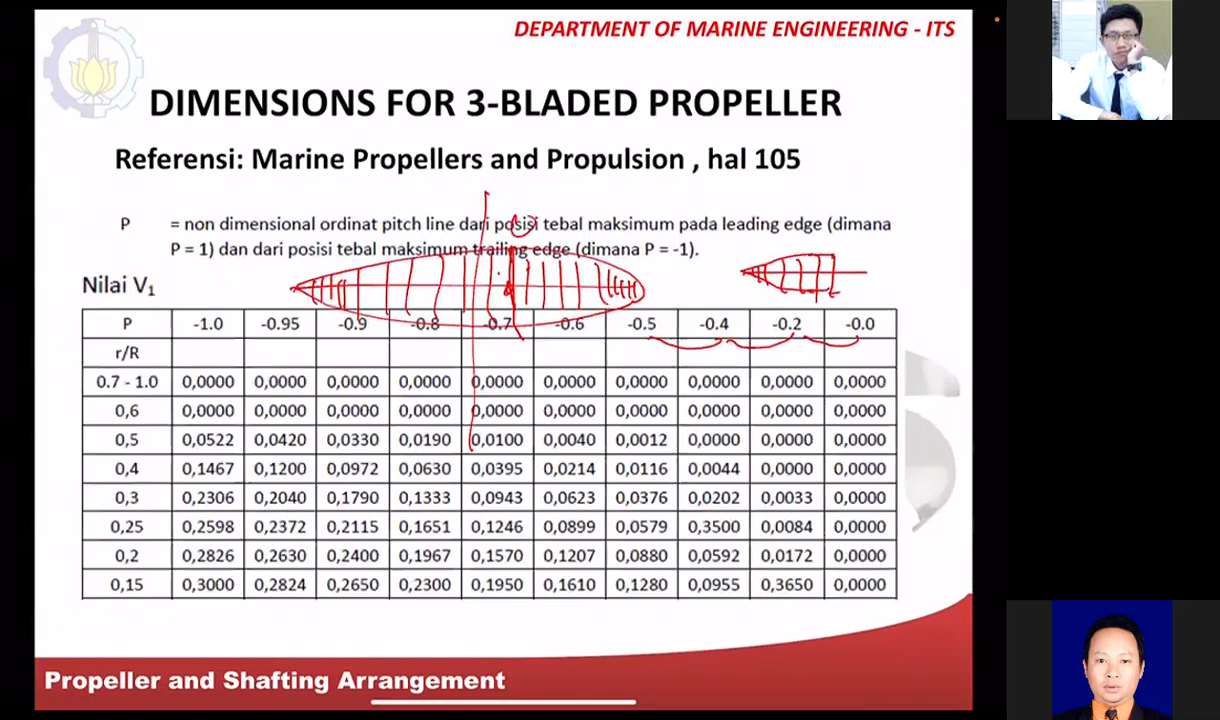 DEPARTMENT OF MARINE ENGINEERING - ITS
DIMENSIONS FOR 3-BLADED PROPELLER
Referensi: Marine Propellers and Propulsion , hal 105
P = non dimensional ordinat pitch line dari posisi tebal maksimum pada leading edge (dimana
P = 1) dan dari posisi tebal maksimum trailing edge (dimana P = -1).
Nilai V1
P -1.0 -0.95 -0.9 -0.8 -0.7 -0.6 -0.5 -0.4 -0.2 -0.0
r/R
0.7 - 1.0 0,0000 0,0000 0,0000 0,0000 0,0000 0,0000 0,0000 0,0000 0,0000 0,0000
0,6 0,0000 0,0000 0,0000 0,0000 0,0000 0,0000 0,0000 0,0000 0,0000 0,0000
0,5 0,0522 0,0420 0,0330 0,0190 0,0100 0,0040 0,0012 0,0000 0,0000 0,0000
0,4 0,1467 0,1200 0,0972 0,0630 0,0395 0,0214 0,0116 0,0044 0,0000 0,0000
0,3 0,2306 0,2040 0,1790 0,1333 0,0943 0,0623 0,0376 0,0202 0,0033 0,0000
0,25 0,2598 0,2372 0,2115 0,1651 0,1246 0,0899 0,0579 0,3500 0,0084 0,0000
0,2 0,2826 0,2630 0,2400 0,1967 0,1570 0,1207 0,0880 0,0592 0,0172 0,0000
0,15 0,3000 0,2824 0,2650 0,2300 0,1950 0,1610 0,1280 0,0955 0,3650 0,0000
Propeller and Shafting Arrangement